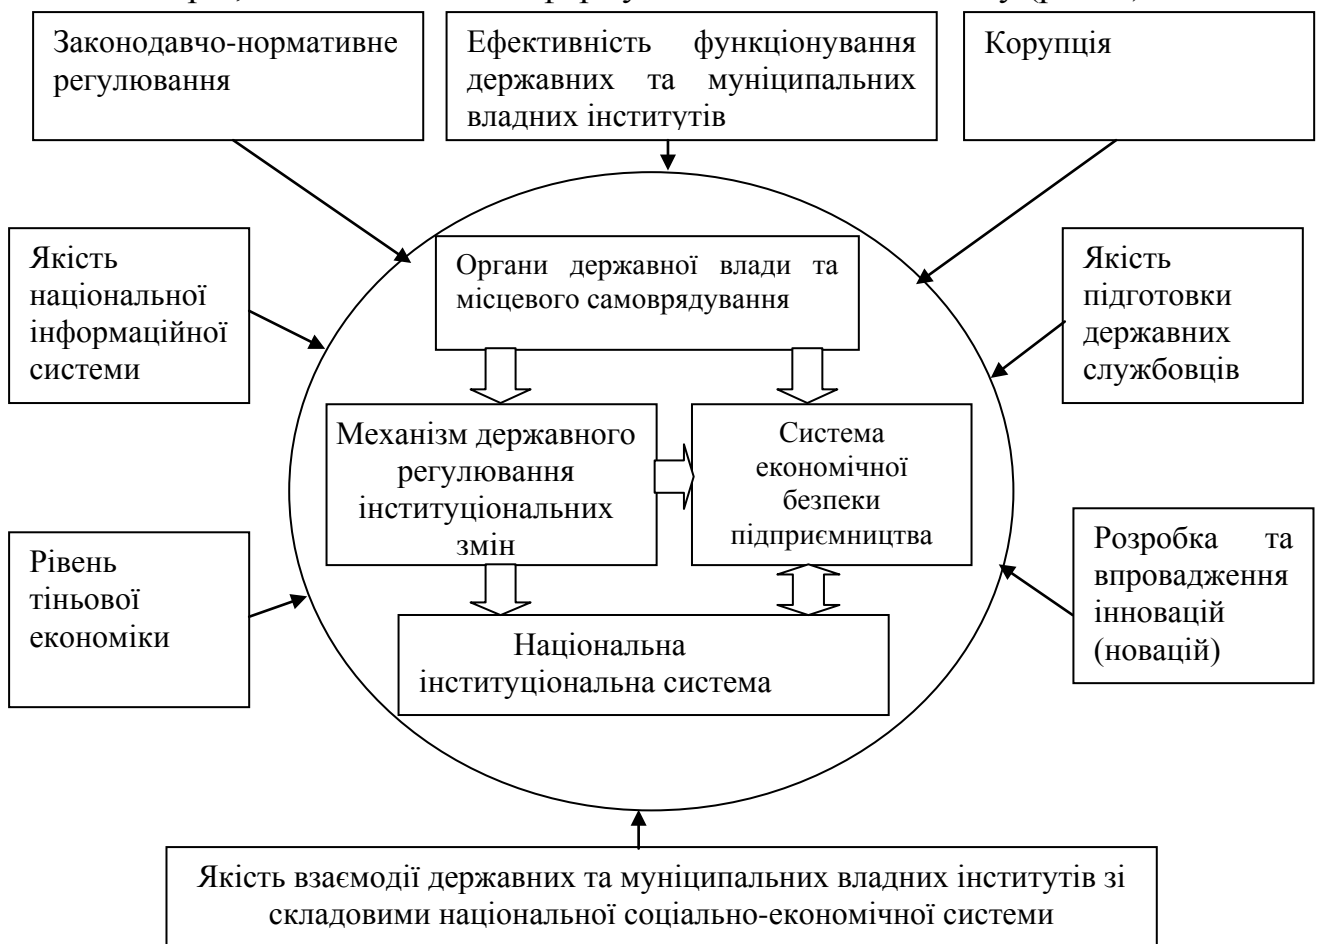 Законодавчо-нормативне
регулювання
Ефективність функціонування
державних та муніципальних
владних інститутів
Корупція
Якість
національної
інформаційної
системи
Органи державної влади та
місцевого самоврядування
Якість
підготовки
державних
службовців
Механізм державного
регулювання
інституціональних
змін
Система
економічної
безпеки
підприємництва
Рівень
тіньової
економіки
Розробка та
впровадження
інновацій
(новацій)
Національна
інституціональна система
Якість взаємодії державних та муніципальних владних інститутів зі
складовими національної соціально-економічної системи